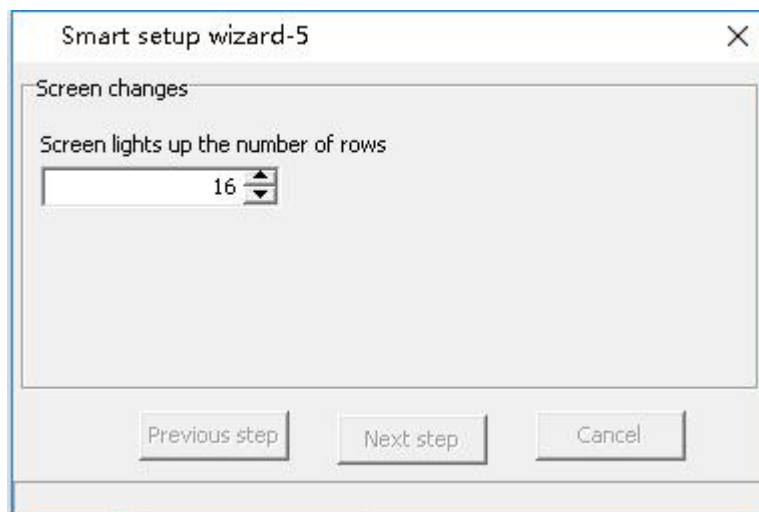 Smart setup wizard-5
Screen changes
Screen lights up the number of rows
16
Previous step
Next step
Cancel